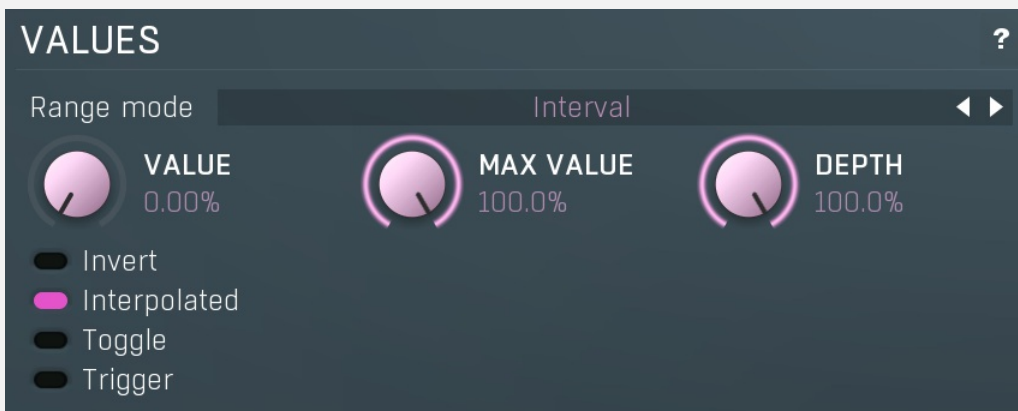 VALUES ?
Range mode Interval
VALUE MAX VALUE DEPTH
0.00% 100.0% 100.0%
Invert
Interpolated
Toggle
Trigger